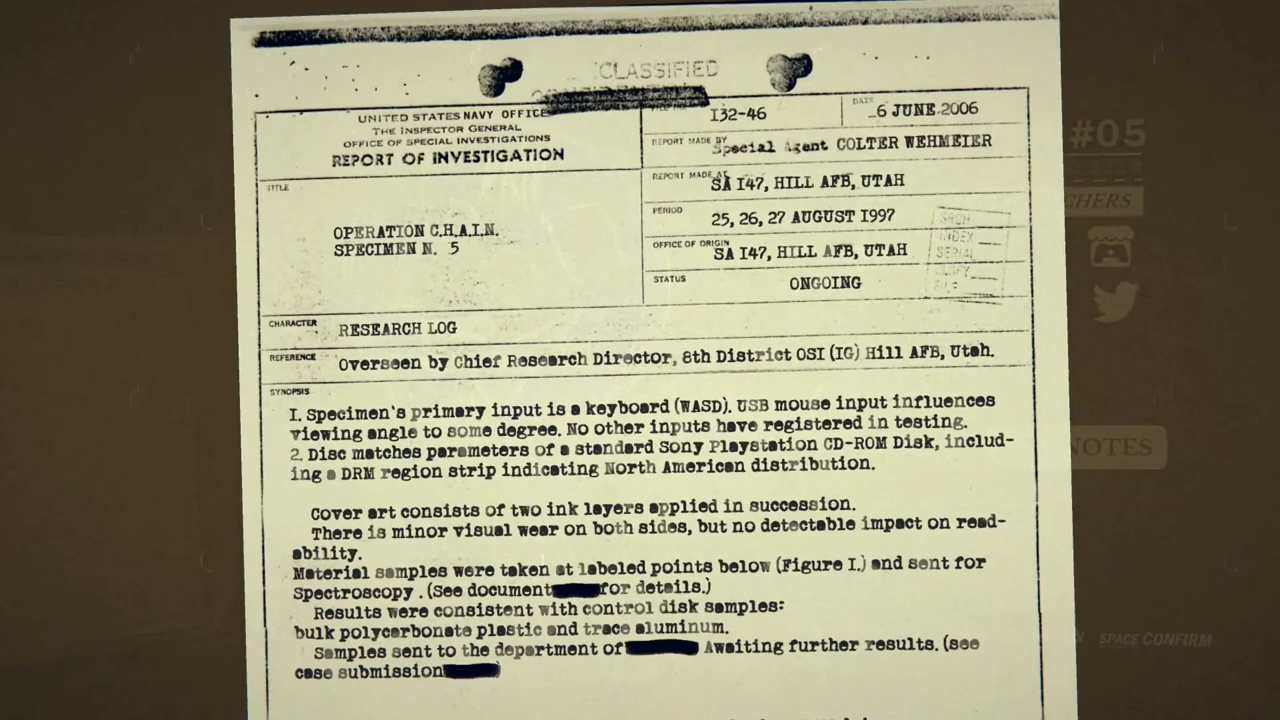 CLASSIFIED
UNITED STATES NAVY OFFICE
THE INSPECTOR GENERAL
OFFICE OF SPECIAL INVESTIGATIONS
REPORT OF INVESTIGATION
FILE NO.
I32-46
DATE
6 JUNE 2006
REPORT MADE BY
Special Agent COLTER WEHMEIER
TITLE
OPERATION C.H.A.I.N.
SPECIMEN N. 5
REPORT MADE AT
SA I47, HILL AFB, UTAH
PERIOD
25, 26, 27 AUGUST I997
OFFICE OF ORIGIN
SA I47, HILL AFB, UTAH
STATUS
ONGOING
SRCH
INDEX
SERIAL
CHARACTER
RESEARCH LOG
REFERENCE
Overseen by Chief Research Director, 8th District OSI (IG) Hill AFB, Utah.
SYNOPSIS
I. Specimen's primary input is a keyboard (WASD). USB mouse input influences
viewing angle to some degree. No other inputs have registered in testing.
2. Disc matches parameters of a standard Sony Playstation CD-ROM Disk, includ-
ing a DRM region strip indicating North American distribution.
Cover art consists of two ink layers applied in succession.
There is minor visual wear on both sides, but no detectable impact on read-
ability.
Material samples were taken at labeled points below (Figure I.) and sent for
Spectroscopy . (See document for details.)
Results were consistent with control disk samples:
bulk polycarbonate plastic and trace aluminum.
Samples sent to the department of Awaiting further results. (see
case submission )
#05
CHERS
NOTES
SPACE CONFIRM